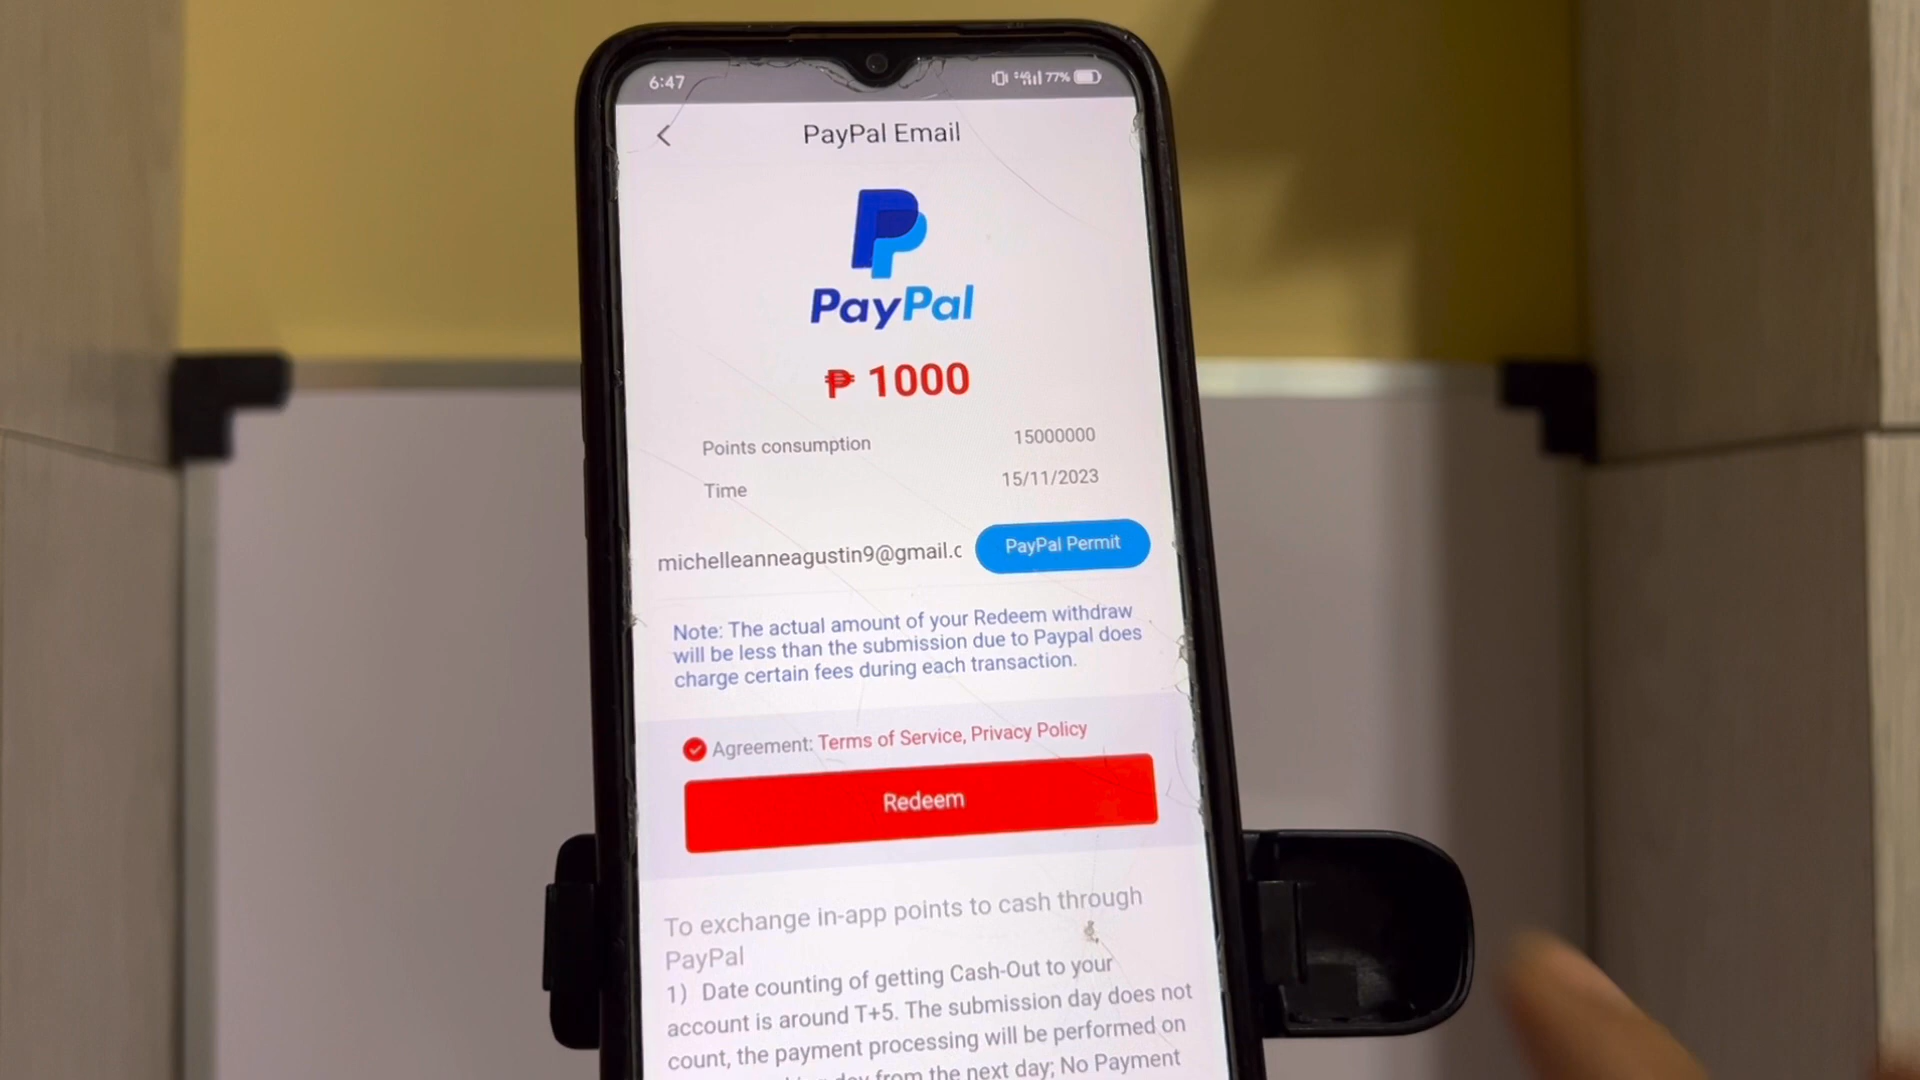 6:47
77%
PayPal Email
PayPal
₱ 1000
Points consumption 15000000
Time 15/11/2023
michelleanneagustin9@gmail.c PayPal Permit
Note: The actual amount of your Redeem withdraw
will be less than the submission due to Paypal does
charge certain fees during each transaction.
Agreement: Terms of Service, Privacy Policy
Redeem
To exchange in-app points to cash through
PayPal
1) Date counting of getting Cash-Out to your
account is around T+5. The submission day does not
count, the payment processing will be performed on
day from the next day; No Payment